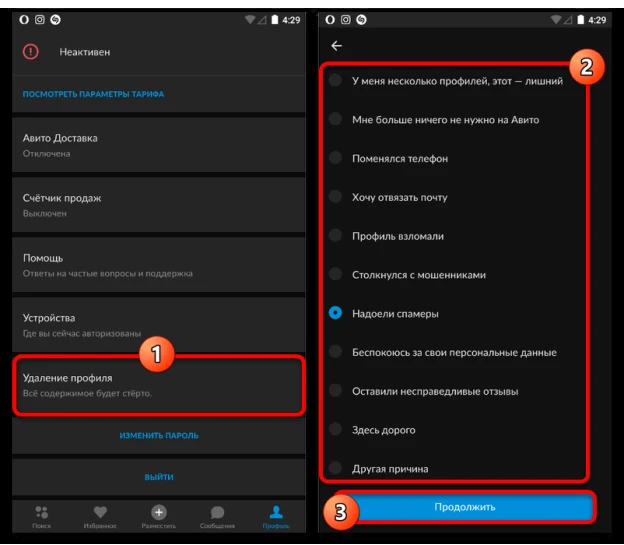 4:29
Неактивен
ПОСМОТРЕТЬ ПАРАМЕТРЫ ТАРИФА
Авито Доставка
Отключена
Счётчик продаж
Выключен
Помощь
Ответы на частые вопросы и поддержка
Устройства
Где вы сейчас авторизованы
1
Удаление профиля
Всё содержимое будет стёрто.
ИЗМЕНИТЬ ПАРОЛЬ
ВЫЙТИ
Поиск
Избранное
Разместить
Сообщения
Профиль
4:29
2
У меня несколько профилей, этот — лишний
Мне больше ничего не нужно на Авито
Поменялся телефон
Хочу отвязать почту
Профиль взломали
Столкнулся с мошенниками
Надоели спамеры
Беспокоюсь за свои персональные данные
Оставили несправедливые отзывы
Здесь дорого
Другая причина
3
Продолжить